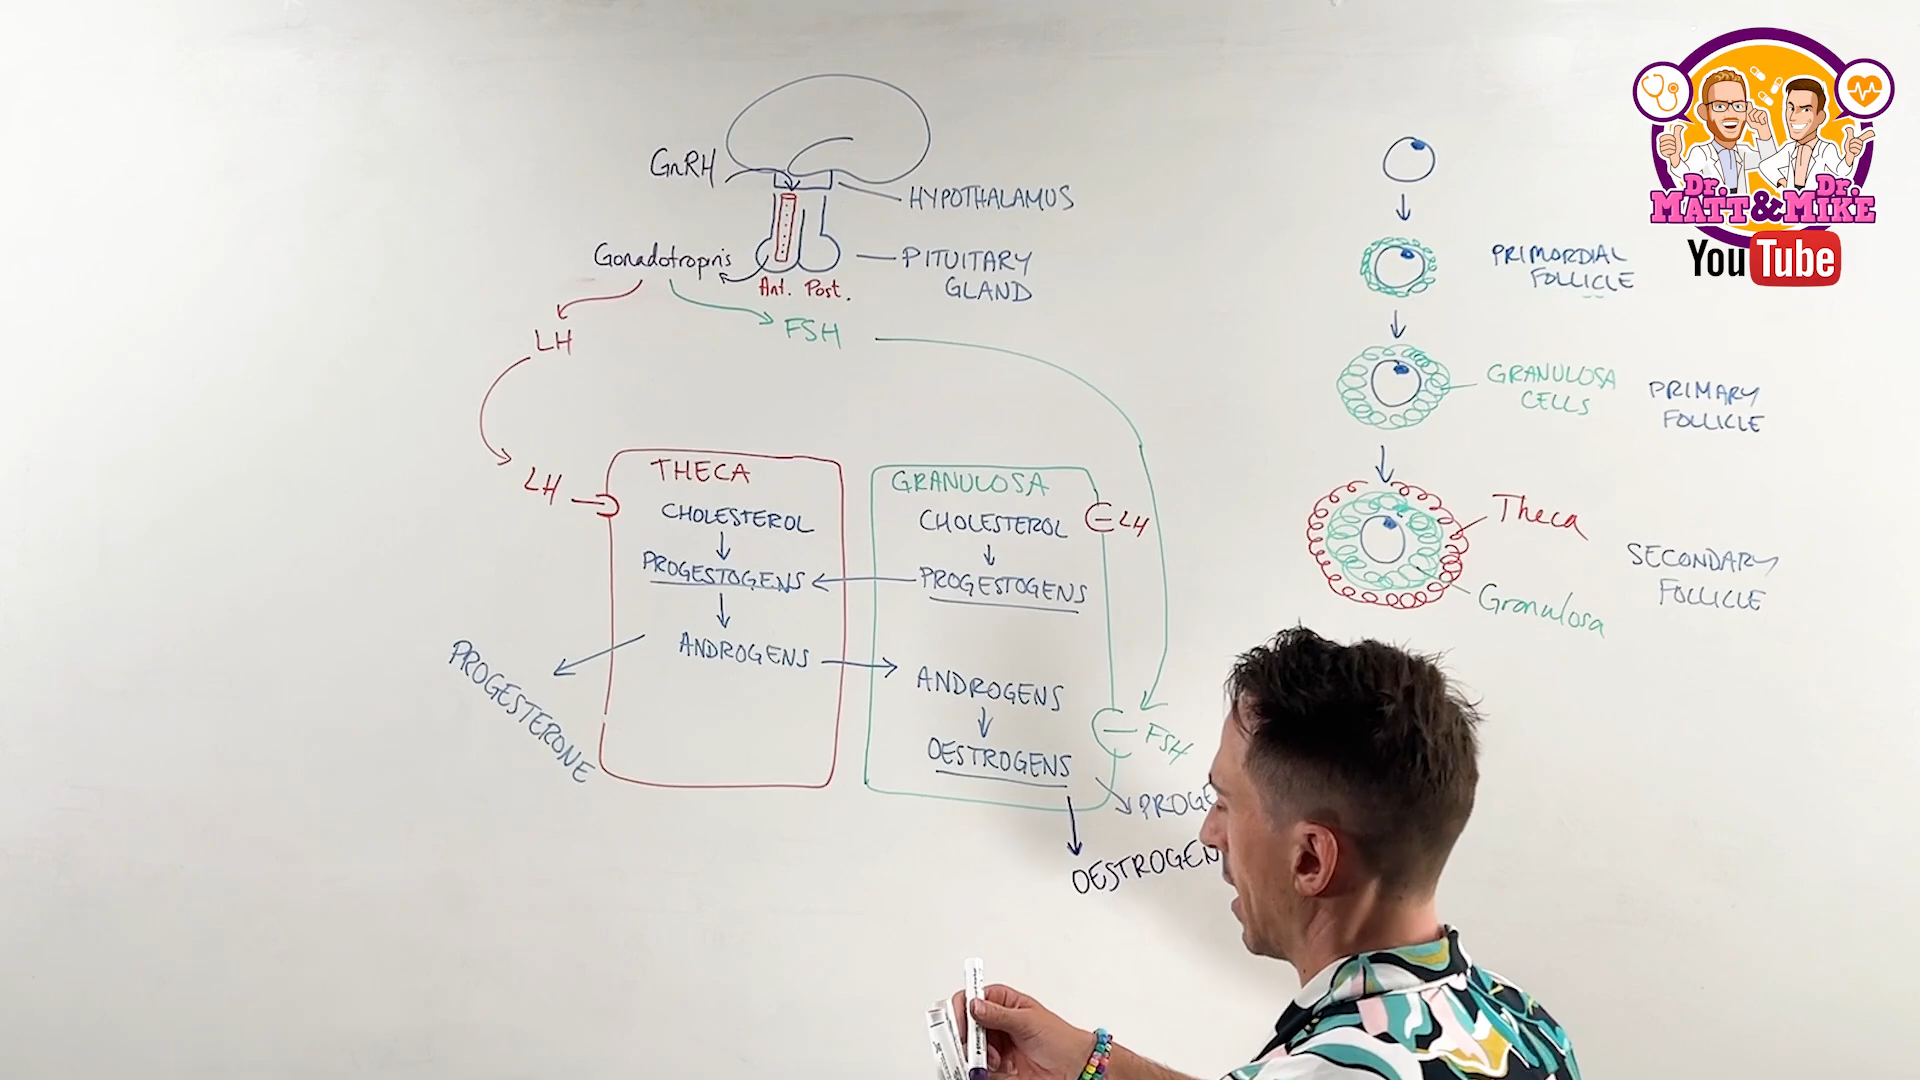 GnRH
HYPOTHALAMUS
Gonadotropins
PITUITARY
GLAND
Ant. Post.
LH
FSH
LH
THECA
CHOLESTEROL
PROGESTOGENS
ANDROGENS
PROGESTERONE
GRANULOSA
CHOLESTEROL
LH
PROGESTOGENS
ANDROGENS
OESTROGENS
FSH
PROGE
OESTROGEN
PRIMORDIAL
FOLLICLE
GRANULOSA
CELLS
PRIMARY
FOLLICLE
Theca
Granulosa
SECONDARY
FOLLICLE
Dr. Dr.
MATT & MIKE
YouTube